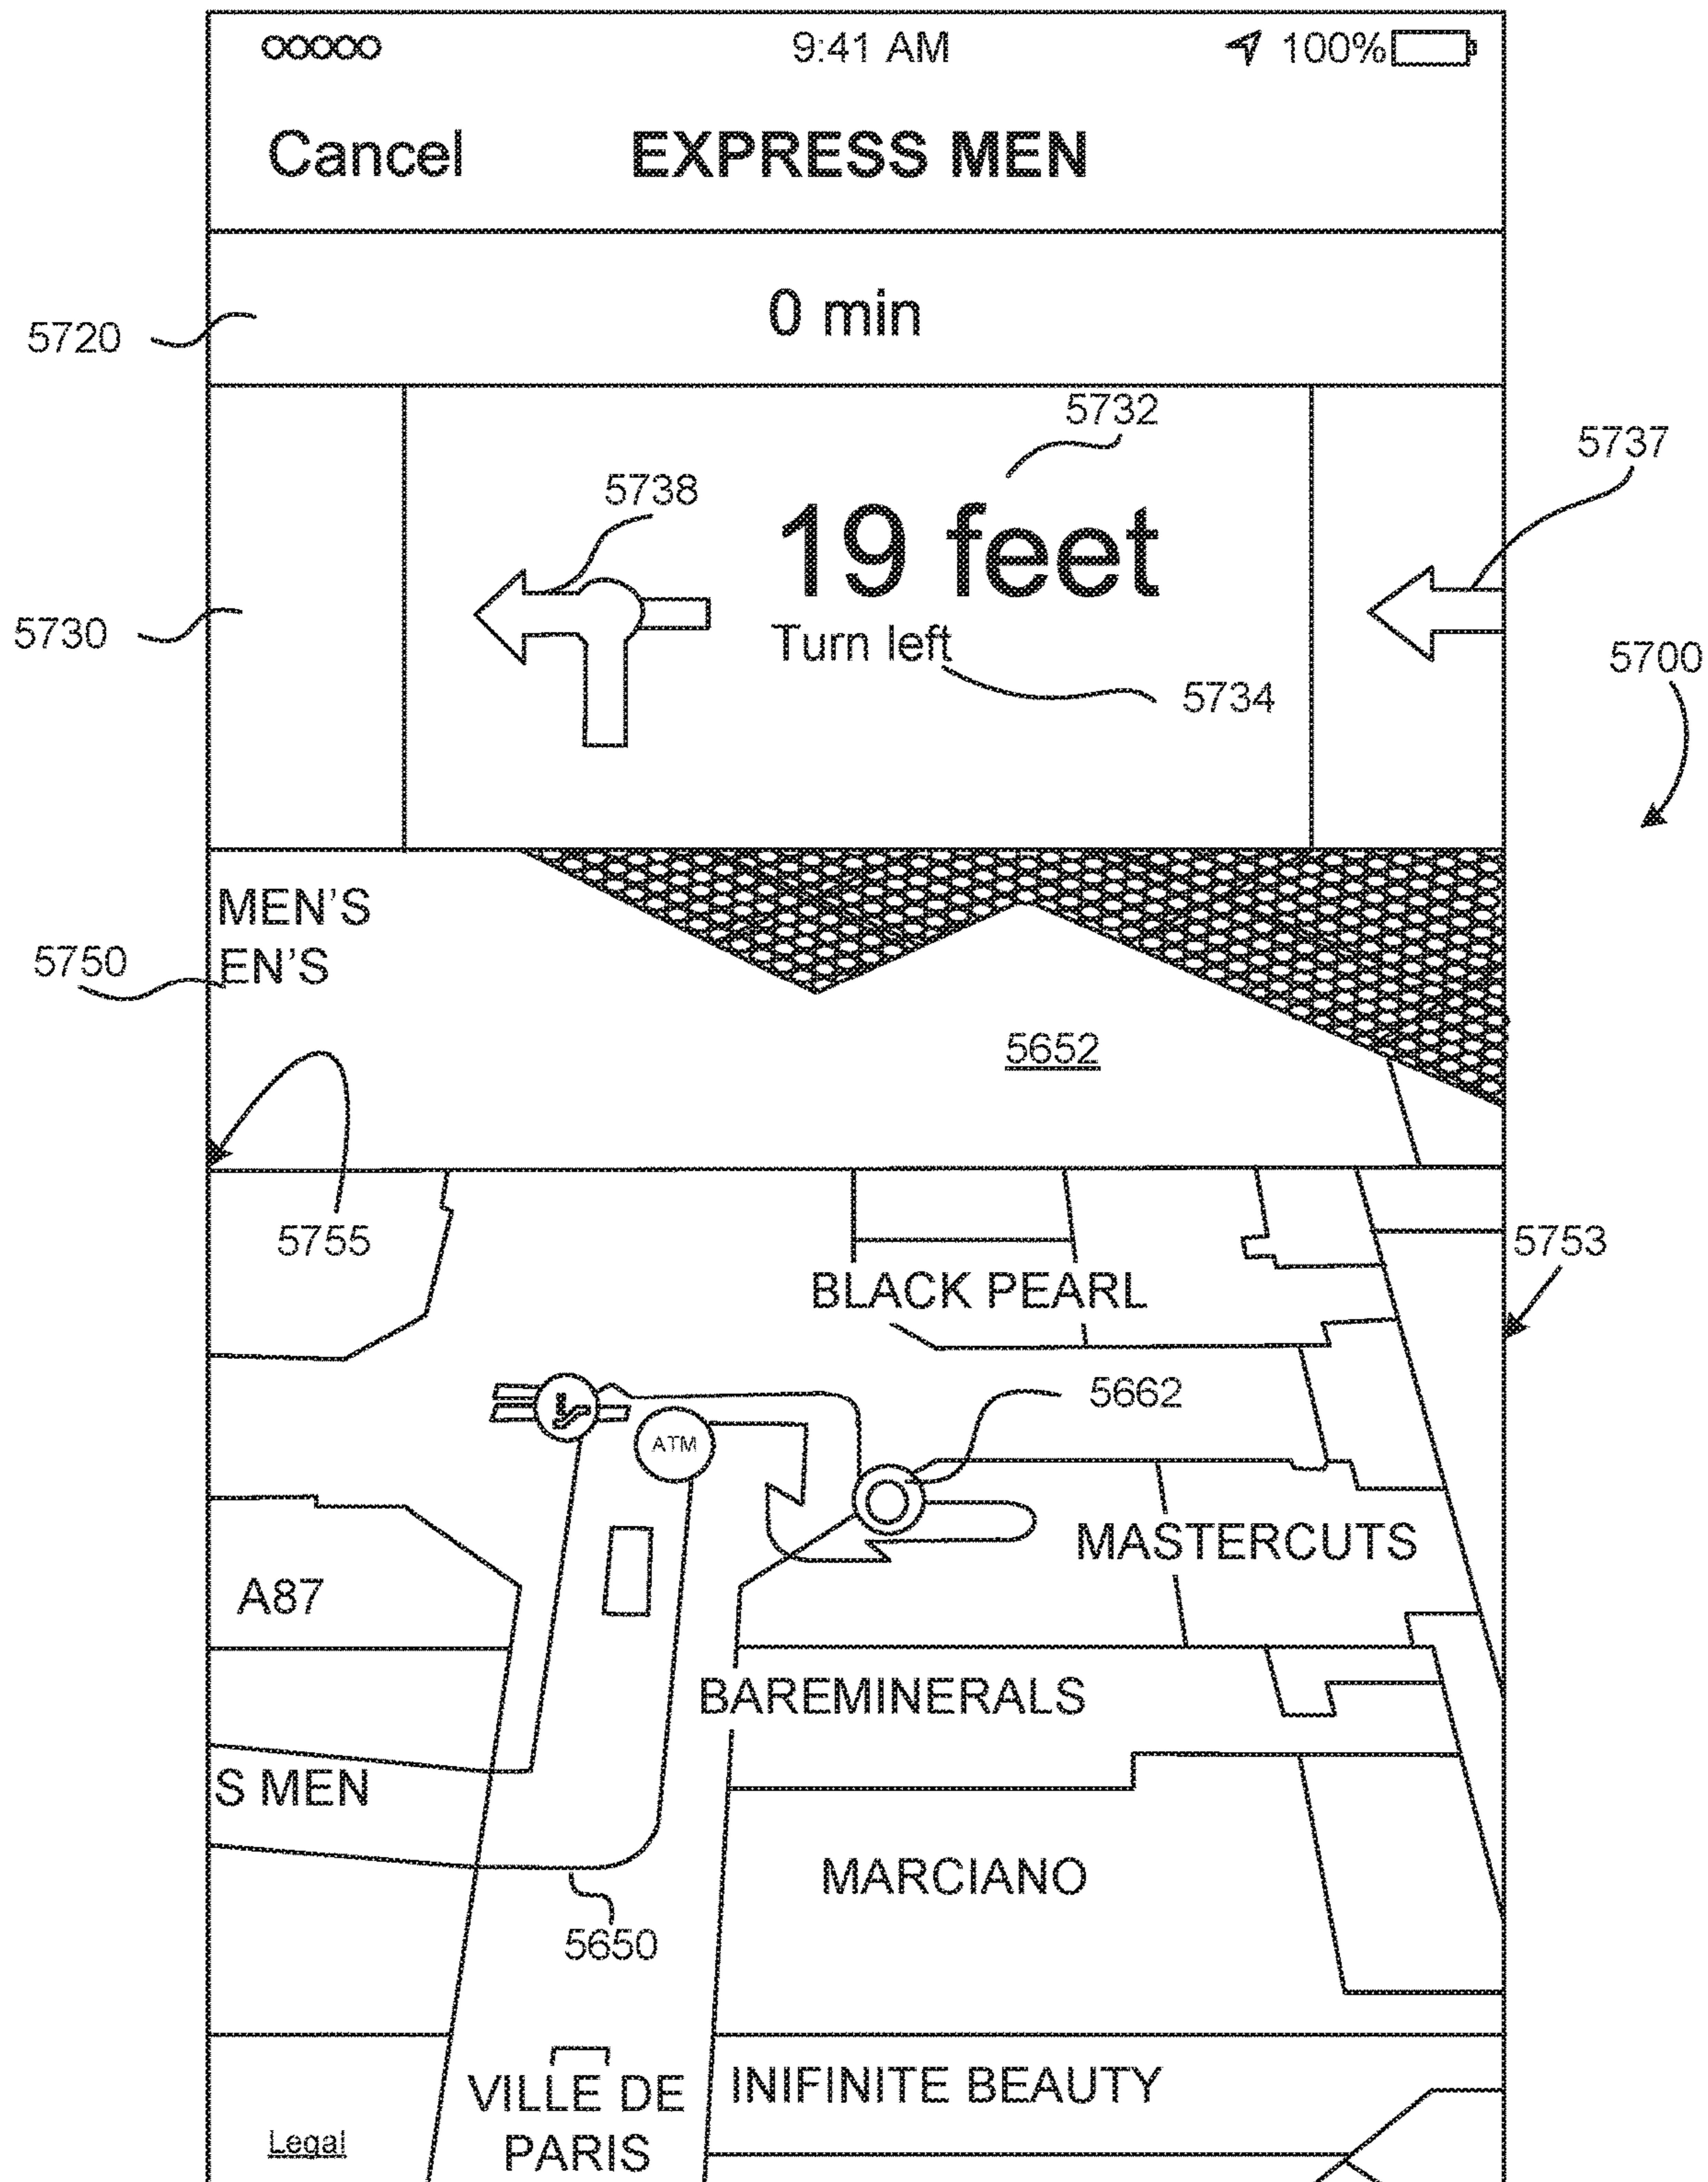 9:41 AM 100%
Cancel EXPRESS MEN
0 min
5720
5732
5737
5738
19 feet
5730
Turn left
5700
5734
MEN'S
5750
EN'S
5652
5755
5753
BLACK PEARL
5662
ATM
MASTERCUTS
A87
BAREMINERALS
S MEN
MARCIANO
5650
VILLE DE
PARIS
INIFINITE BEAUTY
Legal